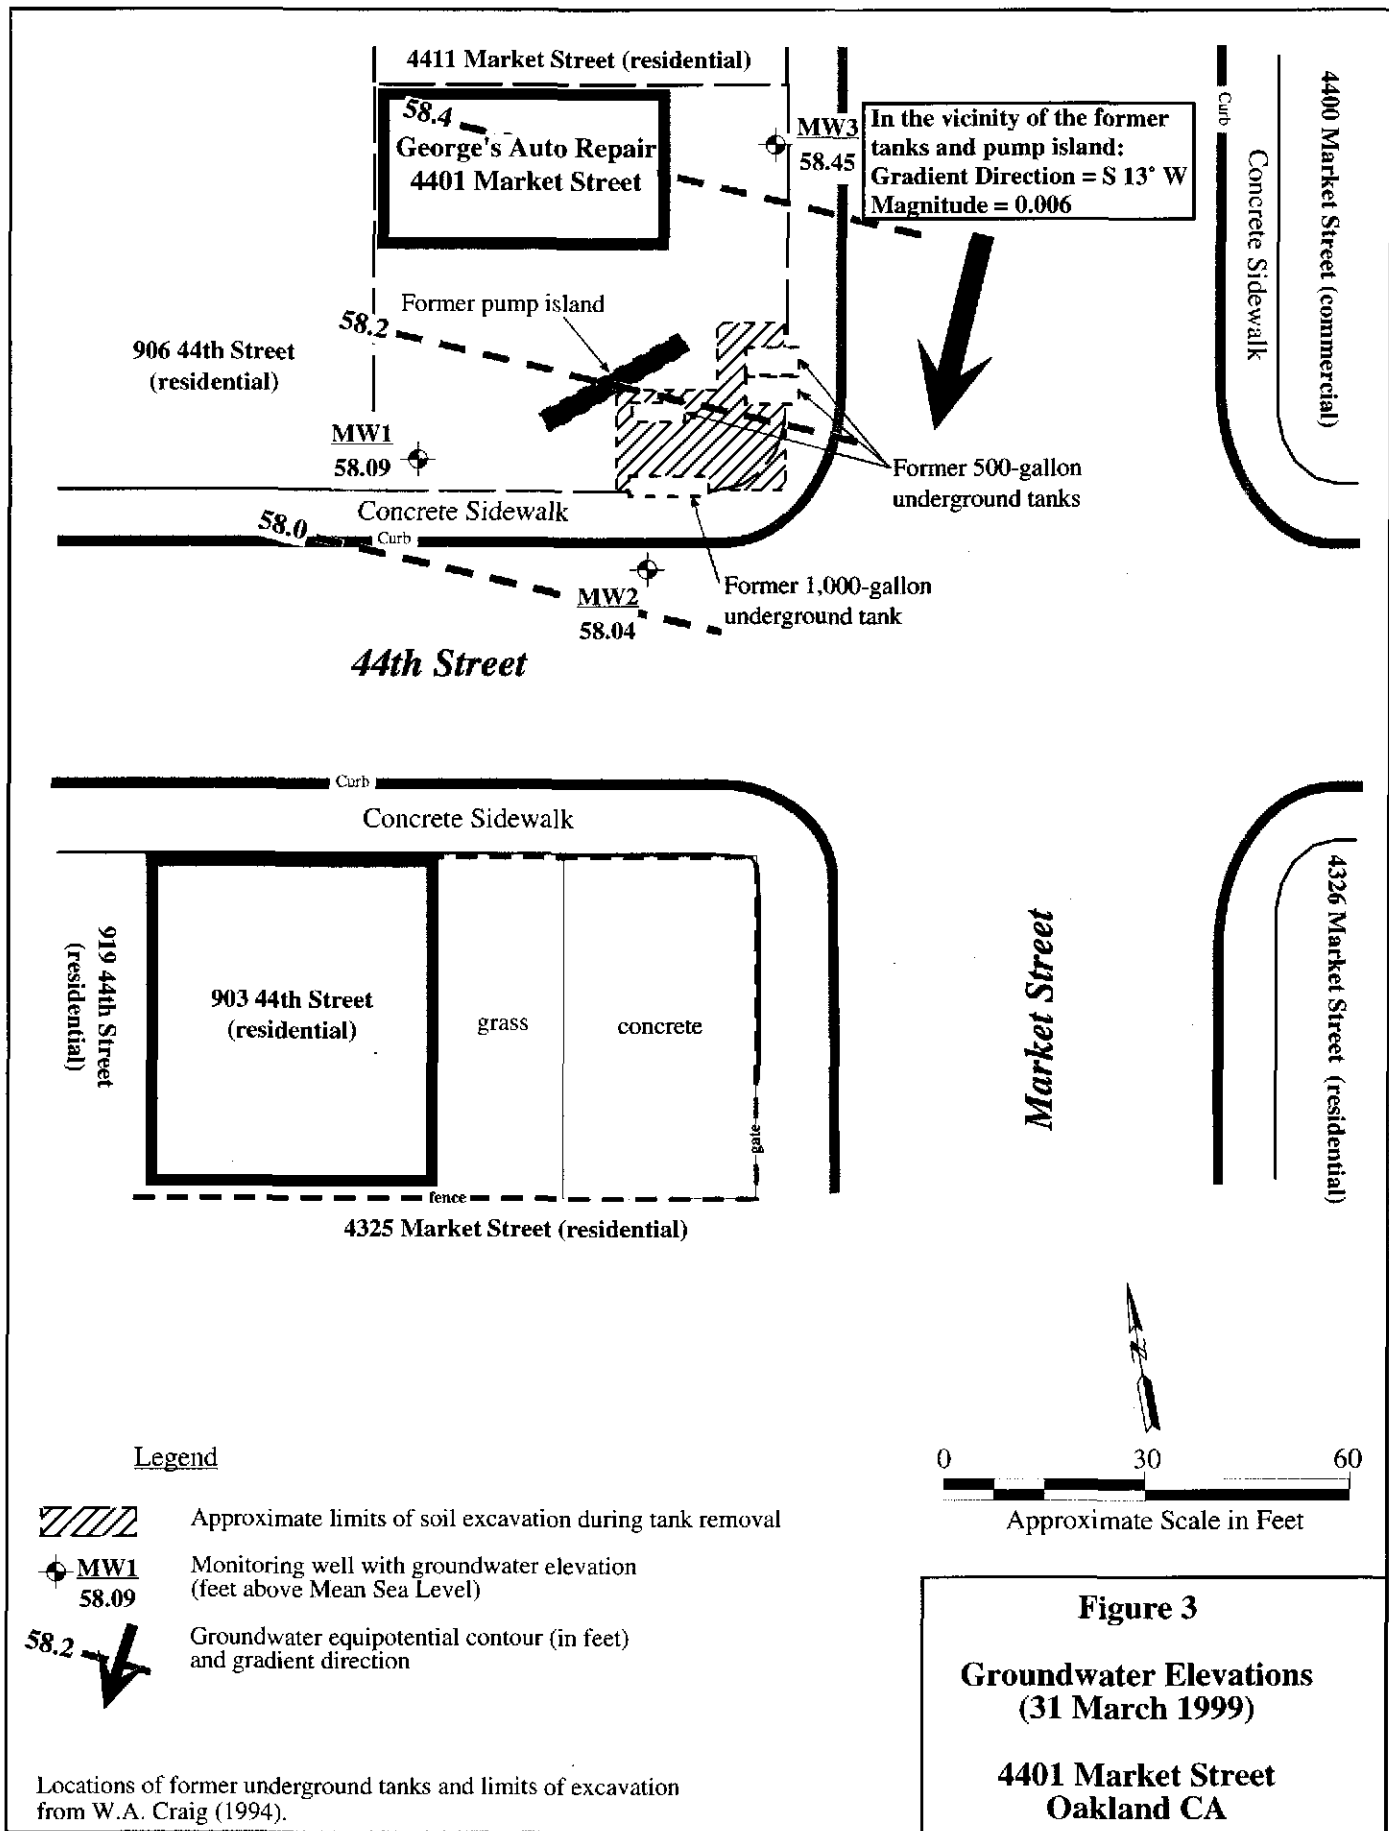 4411 Market Street (residential)
58.4
George's Auto Repair
4401 Market Street
MW3
58.45
In the vicinity of the former
tanks and pump island:
Gradient Direction = S 13° W
Magnitude = 0.006
Curb
Concrete Sidewalk
4400 Market Street (commercial)
Former pump island
58.2
906 44th Street
(residential)
MW1
58.09
Former 500-gallon
underground tanks
Concrete Sidewalk
58.0
Curb
MW2
58.04
Former 1,000-gallon
underground tank
44th Street
Curb
Concrete Sidewalk
919 44th Street
(residential)
903 44th Street
(residential)
grass
concrete
gate
fence
4325 Market Street (residential)
Market Street
4326 Market Street (residential)
N
Legend
Approximate limits of soil excavation during tank removal
MW1
58.09
Monitoring well with groundwater elevation
(feet above Mean Sea Level)
58.2
Groundwater equipotential contour (in feet)
and gradient direction
0 30 60
Approximate Scale in Feet
Locations of former underground tanks and limits of excavation
from W.A. Craig (1994).
Figure 3
Groundwater Elevations
(31 March 1999)
4401 Market Street
Oakland CA